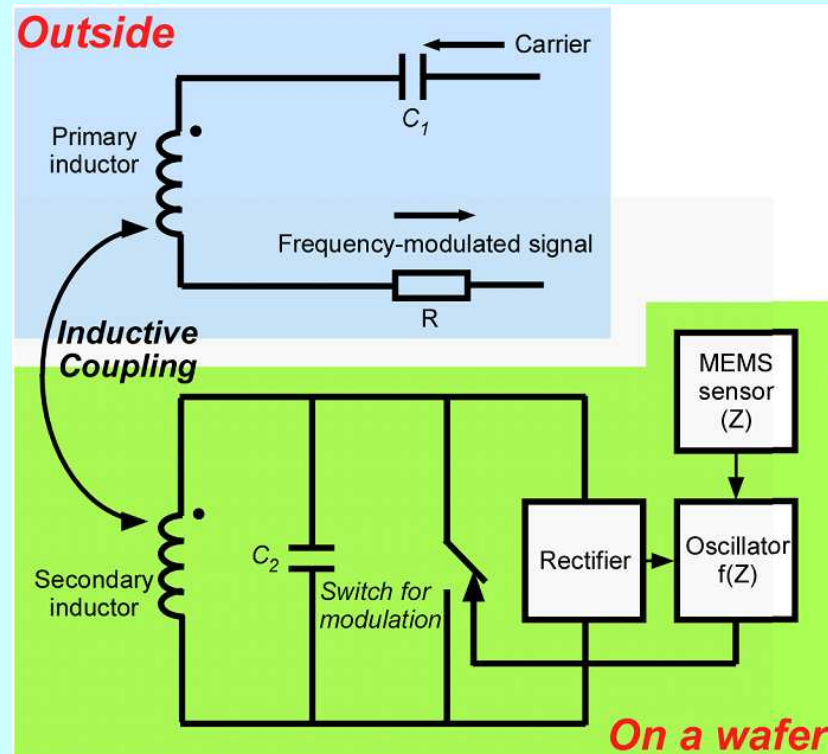 Outside
Carrier
C1
Primary
inductor
Frequency-modulated signal
R
Inductive
Coupling
MEMS
sensor
(Z)
C2
Secondary
inductor
Switch for
modulation
Rectifier
Oscillator
f(Z)
On a wafer